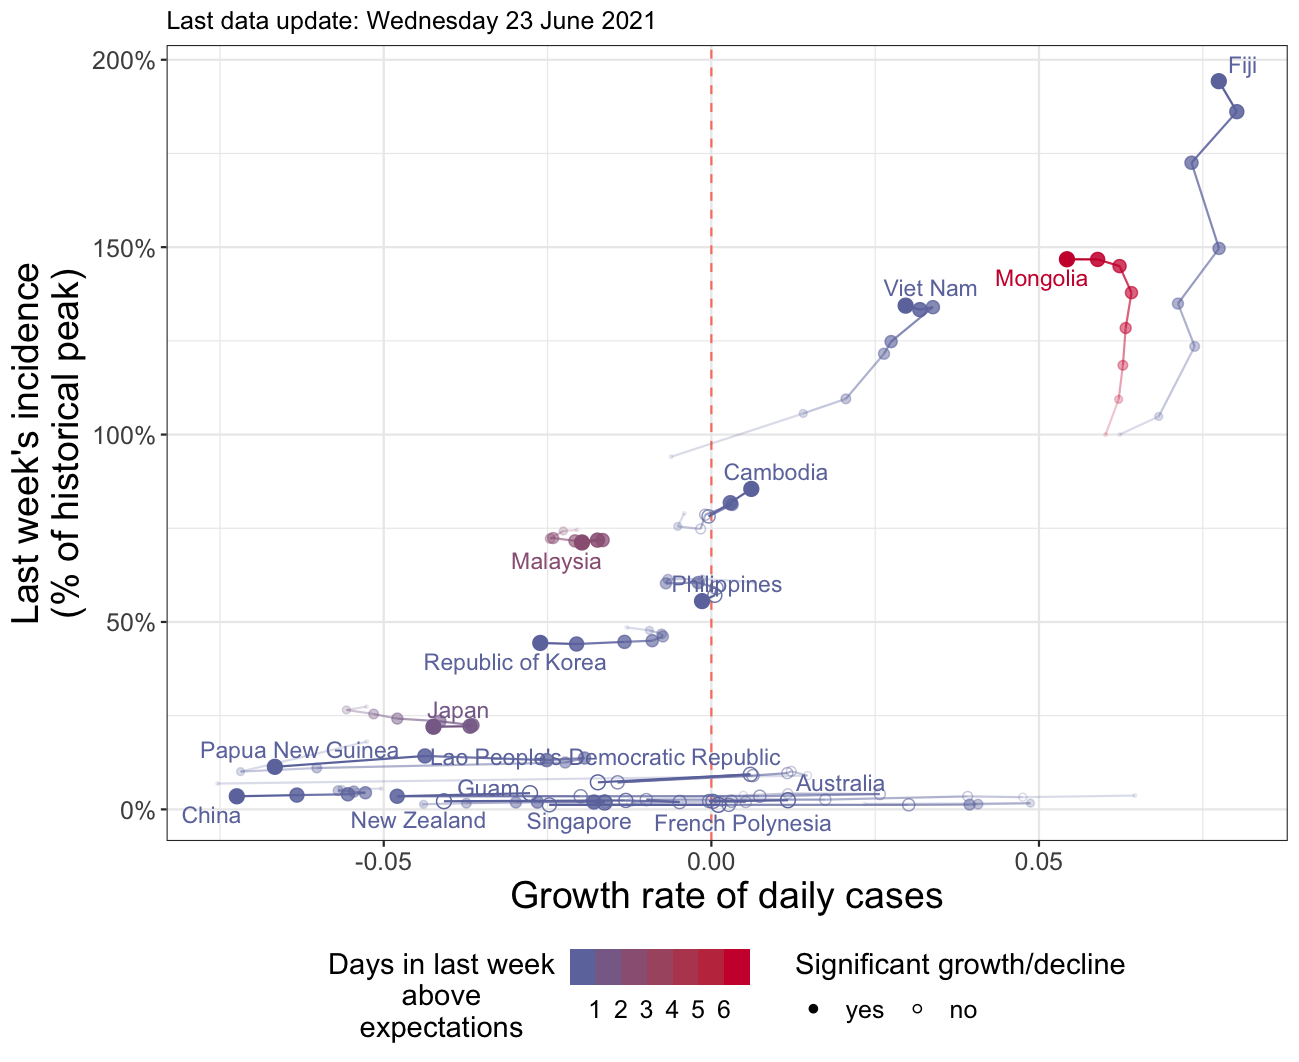 Last data update: Wednesday 23 June 2021
200%
Fiji
150%
Mongolia
Viet Nam
100%
Cambodia
Malaysia
Philippines
50%
Republic of Korea
Japan
Papua New Guinea
Lao People's Democratic Republic
Guam
Australia
0%
China
New Zealand
Singapore
French Polynesia
Last week's incidence
(% of historical peak)
-0.05
0.00
0.05
Growth rate of daily cases
Days in last week
above
expectations
1 2 3 4 5 6
Significant growth/decline
yes
no